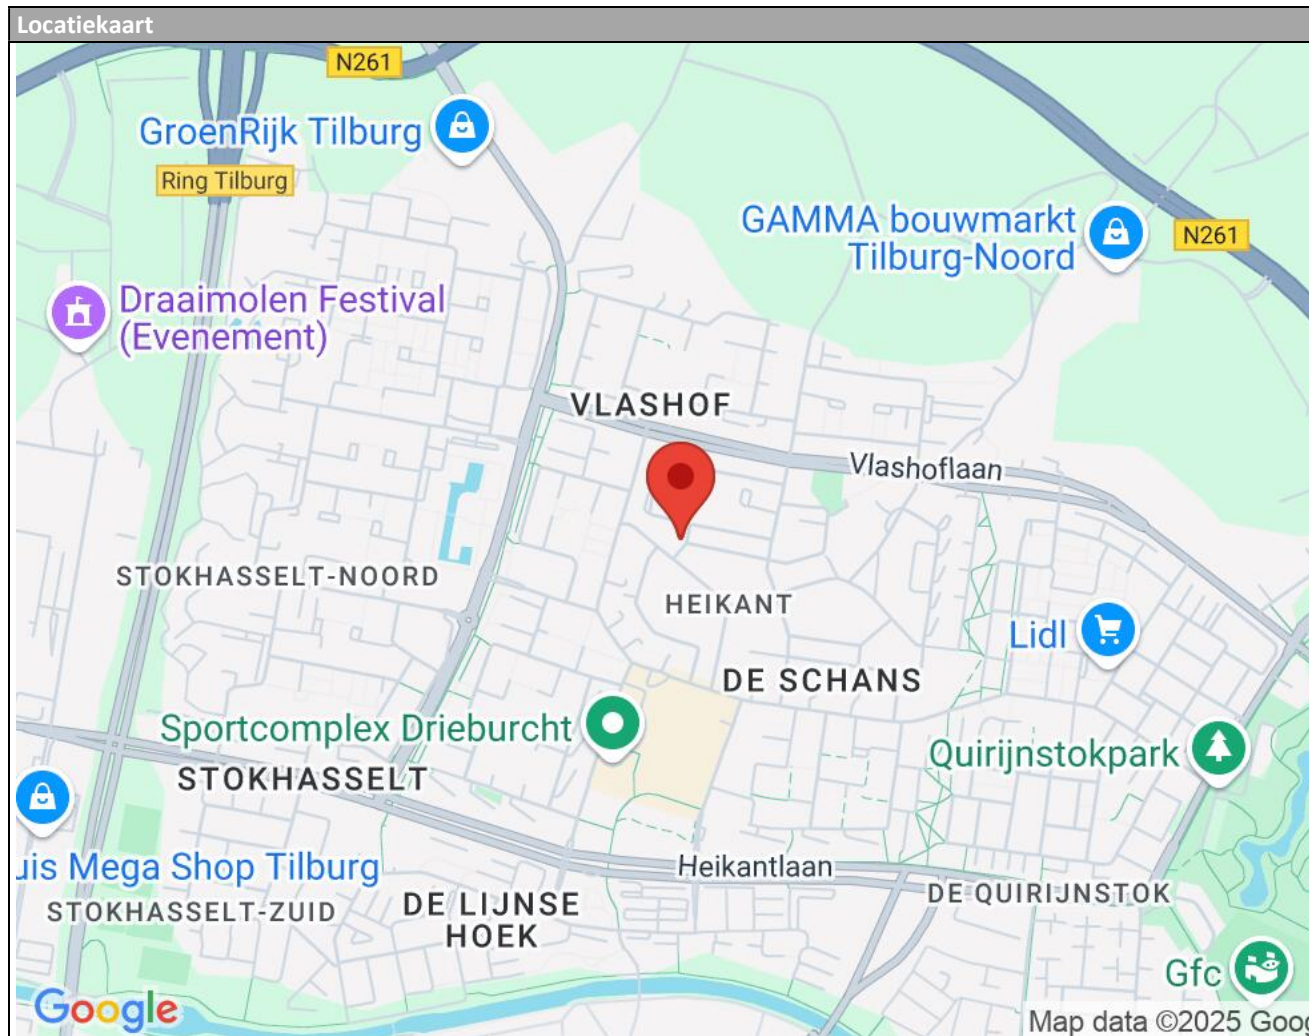 Locatiekaart
N261
GroenRijk Tilburg
Ring Tilburg
GAMMA bouwmarkt
Tilburg-Noord
N261
Draaimolen Festival
(Evenement)
VLASHOF
Vlashoflaan
STOKHASSELT-NOORD
HEIKANT
Lidl
DE SCHANS
Sportcomplex Drieburcht
Quirijnstokpark
STOKHASSELT
uis Mega Shop Tilburg
Heikantlaan
DE QUIRIJNSTOK
STOKHASSELT-ZUID
DE LIJNSE
HOEK
Gfc
Google
Map data ©2025 Goog